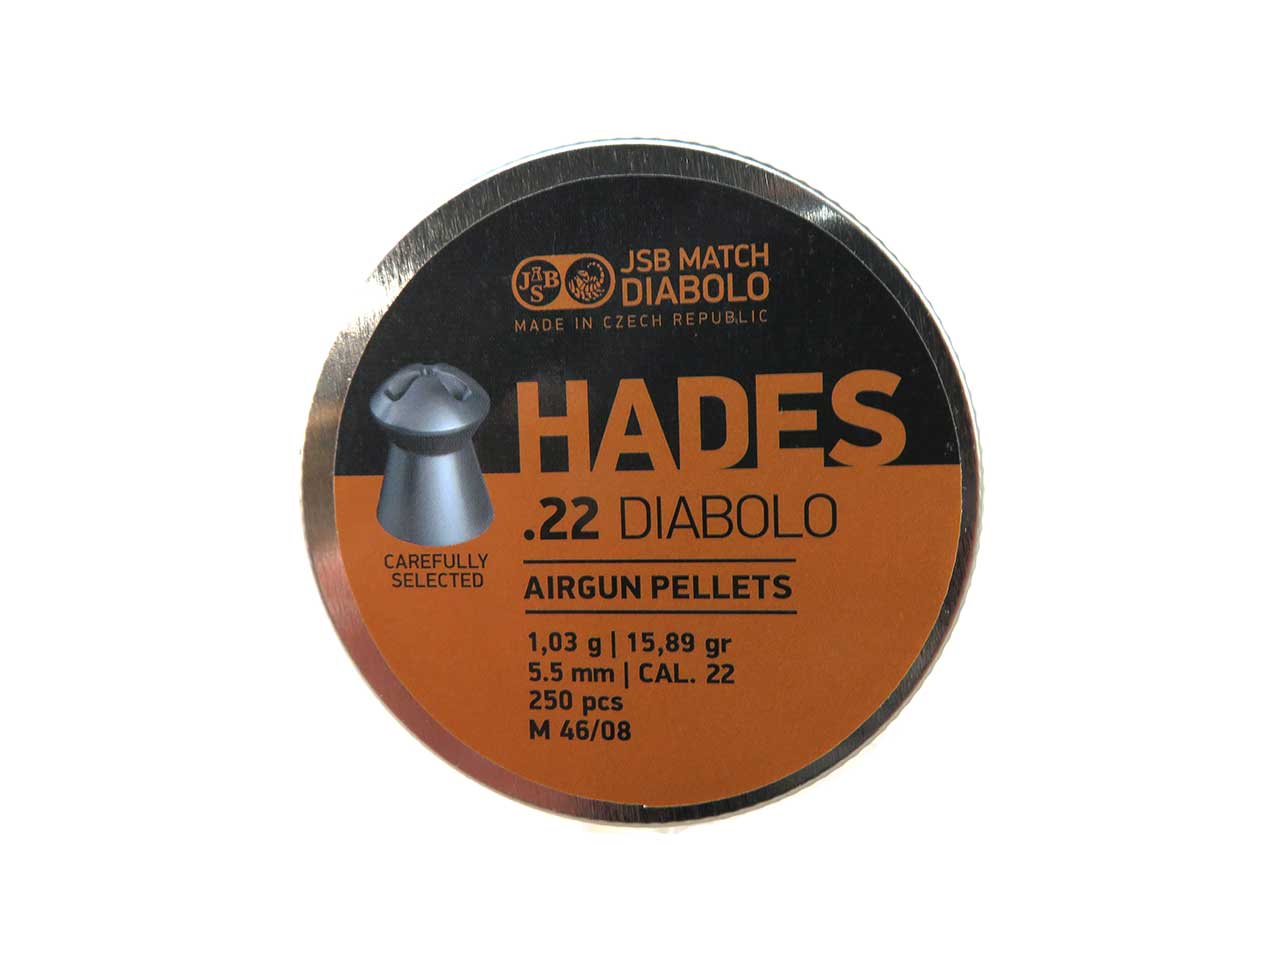 JSB
JSB MATCH
DIABOLO
MADE IN CZECH REPUBLIC
HADES
.22 DIABOLO
CAREFULLY
SELECTED
AIRGUN PELLETS
1,03 g | 15,89 gr
5.5 mm | CAL. 22
250 pcs
M 46/08